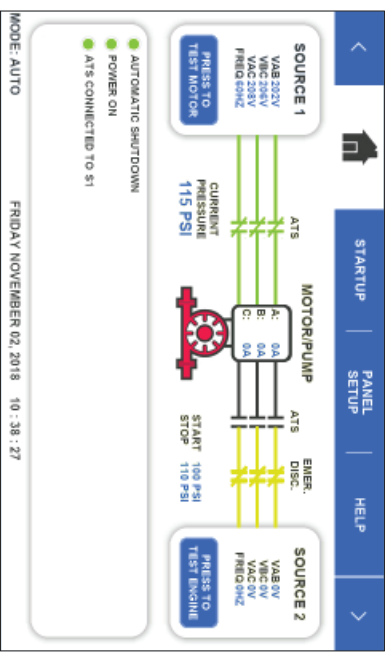 STARTUP
PANEL
SETUP
HELP
SOURCE 1
VAB 202V
VBC 206V
VAC 208V
FREQ 60HZ
PRESS TO
TEST MOTOR
ATS
CURRENT
PRESSURE
115 PSI
MOTOR/PUMP
A: 0A
B: 0A
C: 0A
ATS
START 100 PSI
STOP 110 PSI
EMER.
DISC.
SOURCE 2
VAB 0V
VBC 0V
VAC 0V
FREQ 0HZ
PRESS TO
TEST ENGINE
AUTOMATIC SHUTDOWN
POWER ON
ATS CONNECTED TO S1
MODE: AUTO
FRIDAY NOVEMBER 02, 2018 10 : 38 : 27